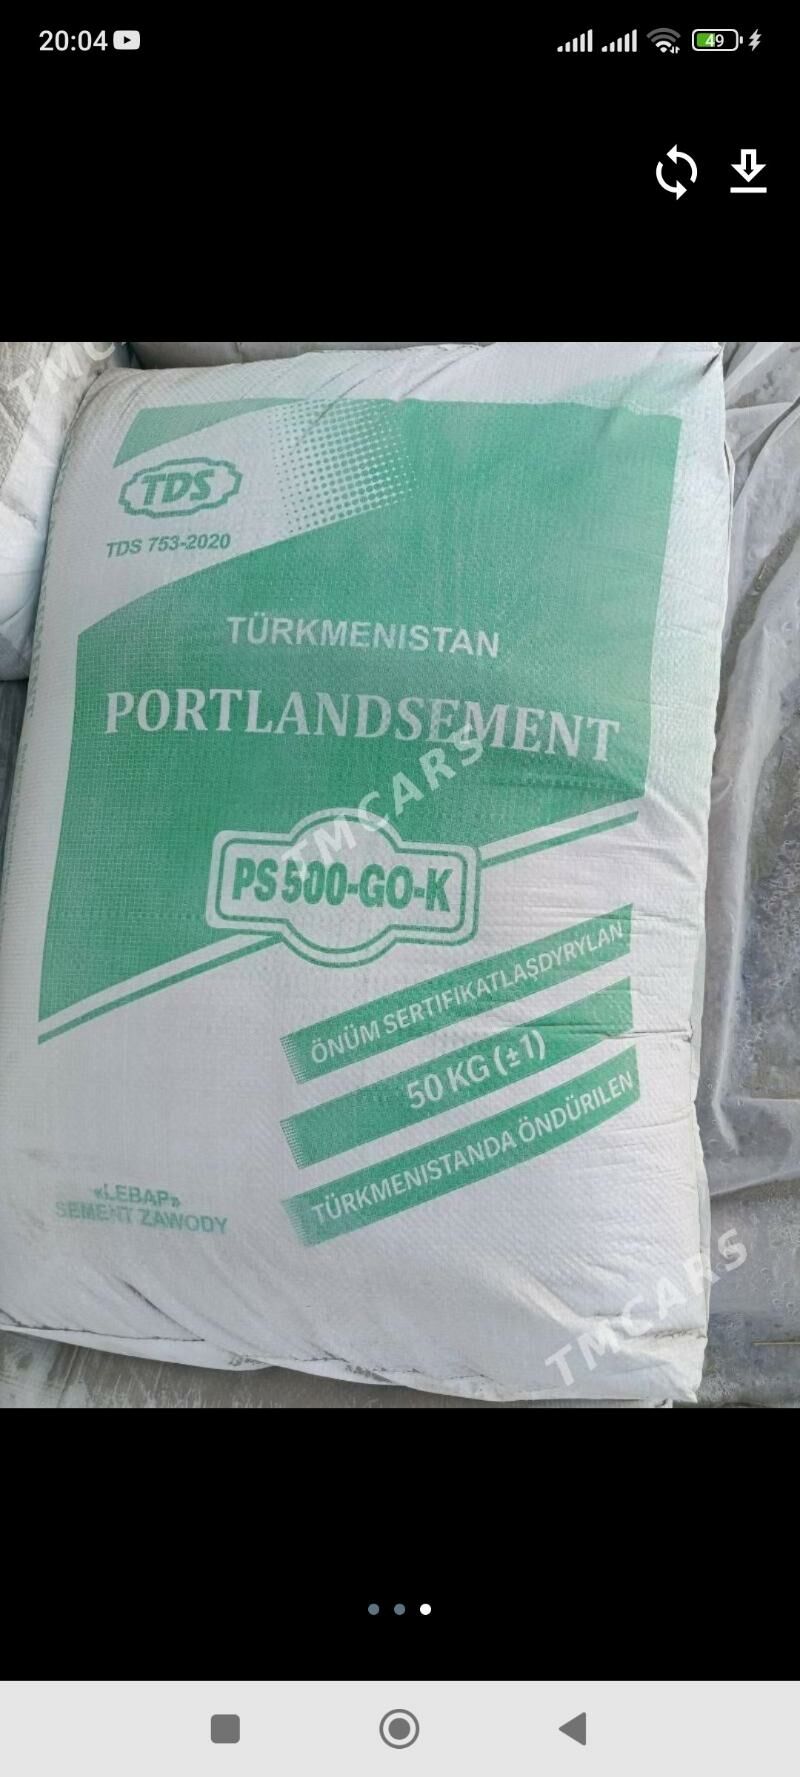 20:04
49
TDS
TDS 753-2020
TÜRKMENISTAN
PORTLANDSEMENT
PS 500-GO-K
ÖNÜM SERTIFIKATLAŞDYRYLAN
50 KG (±1)
TÜRKMENISTANDA ÖNDÜRILEN
«LEBAP»
SEMENT ZAWODY
TMCARS
TMCARS
TMCARS